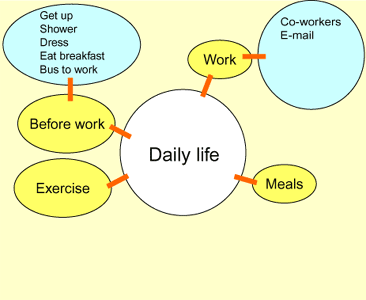 Get up
Shower
Dress
Eat breakfast
Bus to work
Co-workers
E-mail
Work
Before work
Daily life
Exercise
Meals